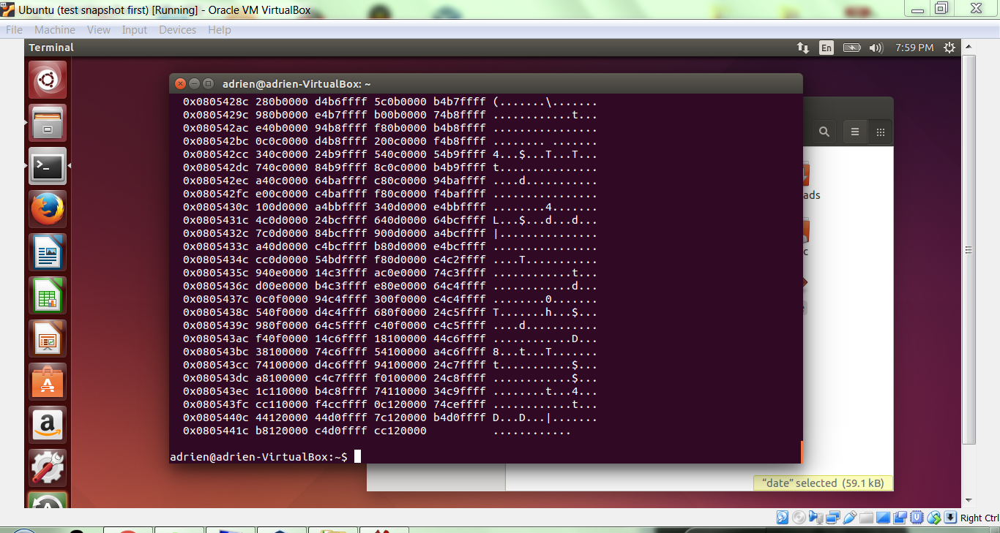 Ubuntu (test snapshot first) [Running] - Oracle VM VirtualBox
File Machine View Input Devices Help
Terminal
En
7:59 PM
adrien@adrien-VirtualBox: ~
0x0805428c 280b0000 d4b6ffff 5c0b0000 b4b7ffff (.......\.......
0x0805429c 980b0000 e4b7ffff b00b0000 74b8ffff ............t...
0x080542ac e40b0000 94b8ffff f80b0000 b4b8ffff ................
0x080542bc 0c0c0000 d4b8ffff 200c0000 f4b8ffff ........ .......
0x080542cc 340c0000 24b9ffff 540c0000 54b9ffff 4...$...T...T...
0x080542dc 740c0000 84b9ffff 8c0c0000 b4b9ffff t...............
0x080542ec a40c0000 64baffff c80c0000 94baffff ....d...........
0x080542fc e00c0000 c4baffff f80c0000 f4baffff ................
0x0805430c 100d0000 a4bbffff 340d0000 e4bbffff ........4.......
0x0805431c 4c0d0000 24bcffff 640d0000 64bcffff L...$...d...d...
0x0805432c 7c0d0000 84bcffff 900d0000 a4bcffff |...............
0x0805433c a40d0000 c4bcffff b80d0000 e4bcffff ................
0x0805434c cc0d0000 54bdffff f80d0000 c4c2ffff ....T...........
0x0805435c 940e0000 14c3ffff ac0e0000 74c3ffff ............t...
0x0805436c d00e0000 b4c3ffff e80e0000 64c4ffff ............d...
0x0805437c 0c0f0000 94c4ffff 300f0000 c4c4ffff ........0.......
0x0805438c 540f0000 d4c4ffff 680f0000 24c5ffff T.......h...$...
0x0805439c 980f0000 64c5ffff c40f0000 c4c5ffff ....d...........
0x080543ac f40f0000 14c6ffff 18100000 44c6ffff ............D...
0x080543bc 38100000 74c6ffff 54100000 a4c6ffff 8...t...T.......
0x080543cc 74100000 d4c6ffff 94100000 24c7ffff t...........$...
0x080543dc a8100000 c4c7ffff f0100000 24c8ffff ............$...
0x080543ec 1c110000 b4c8ffff 74110000 34c9ffff ........t...4...
0x080543fc cc110000 f4ccffff 0c120000 74ceffff ............t...
0x0805440c 44120000 44d0ffff 7c120000 b4d0ffff D...D...|.......
0x0805441c b8120000 c4d0ffff cc120000 ............
adrien@adrien-VirtualBox:~$
ads
c
“date” selected (59.1 kB)
Right Ctrl